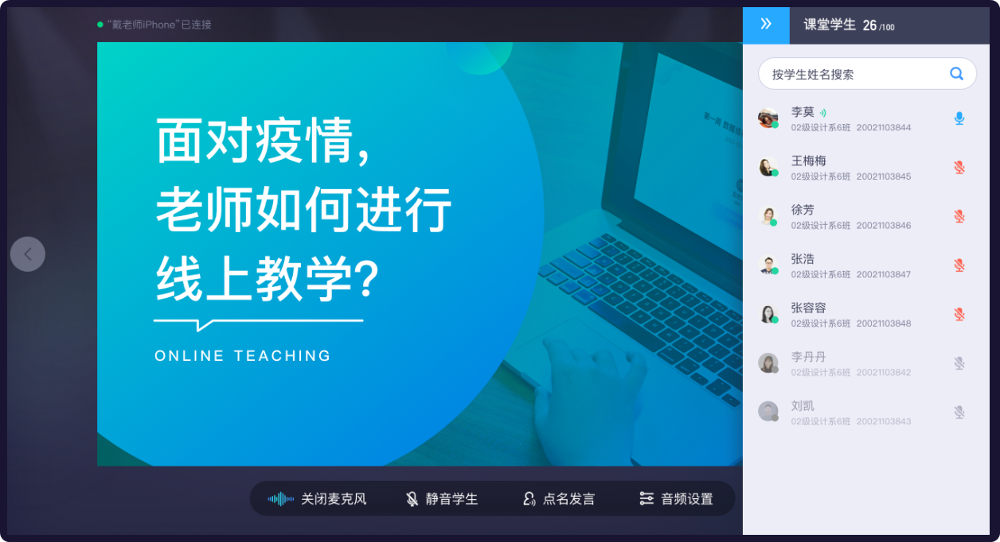 “戴老师iPhone”已连接
课堂学生 26/100
按学生姓名搜索
面对疫情,
老师如何进行
线上教学?
ONLINE TEACHING
李莫
02级设计系6班 20021103844
王梅梅
02级设计系6班 20021103845
徐芳
02级设计系6班 20021103846
张浩
02级设计系6班 20021103847
张容容
02级设计系6班 20021103848
李丹丹
02级设计系6班 20021103842
刘凯
02级设计系6班 20021103843
关闭麦克风 静音学生 点名发言 音频设置